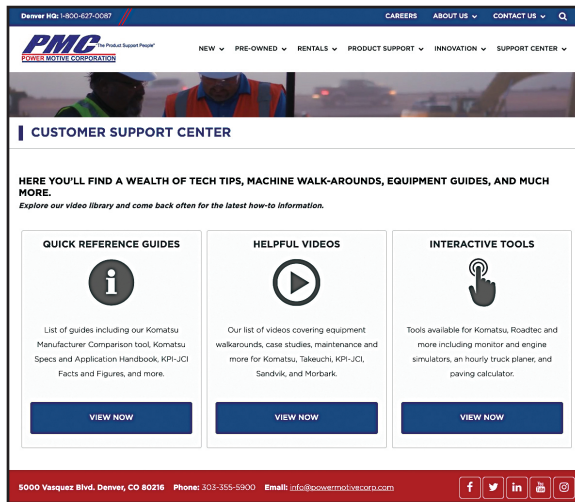 Denver HQ: 1-800-627-0087
CAREERS ABOUT US CONTACT US
PMC The Product Support People®
POWER MOTIVE CORPORATION
NEW PRE-OWNED RENTALS PRODUCT SUPPORT INNOVATION SUPPORT CENTER
CUSTOMER SUPPORT CENTER
HERE YOU'LL FIND A WEALTH OF TECH TIPS, MACHINE WALK-AROUNDS, EQUIPMENT GUIDES, AND MUCH
MORE.
Explore our video library and come back often for the latest how-to information.
QUICK REFERENCE GUIDES
List of guides including our Komatsu
Manufacturer Comparison tool, Komatsu
Specs and Application Handbook, KPI-JCI
Facts and Figures, and more.
VIEW NOW
HELPFUL VIDEOS
Our list of videos covering equipment
walkarounds, case studies, maintenance and
more for Komatsu, Takeuchi, KPI-JCI,
Sandvik, and Morbark.
VIEW NOW
INTERACTIVE TOOLS
Tools available for Komatsu, Roadtec and
more including monitor and engine
simulators, an hourly truck planer, and
paving calculator.
VIEW NOW
5000 Vasquez Blvd. Denver, CO 80216 Phone: 303-355-5900 Email: info@powermotivecorp.com